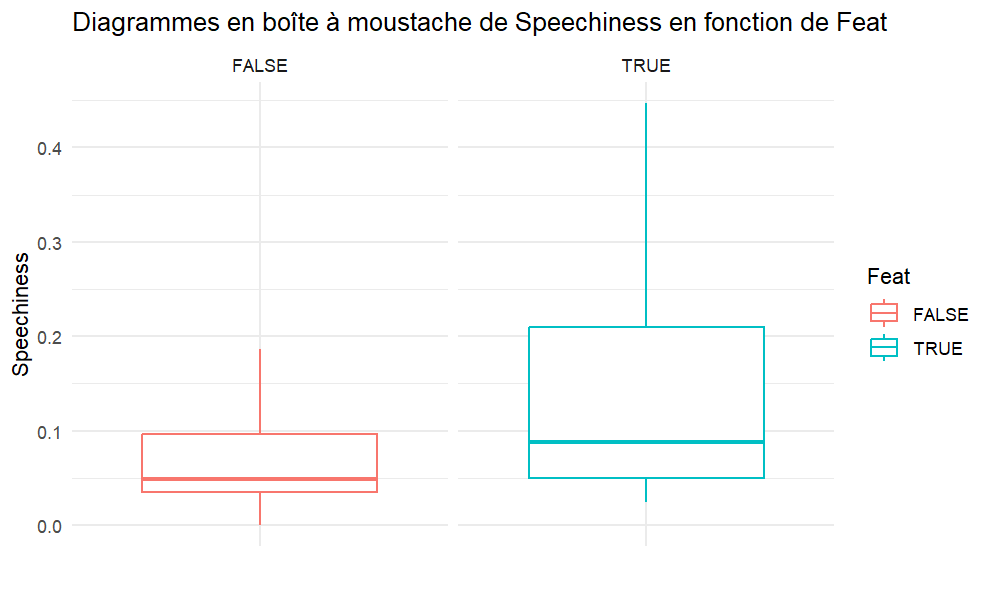 Diagrammes en boîte à moustache de Speechiness en fonction de Feat
FALSE
TRUE
0.4
0.3
0.2
0.1
0.0
Speechiness
Feat
FALSE
TRUE